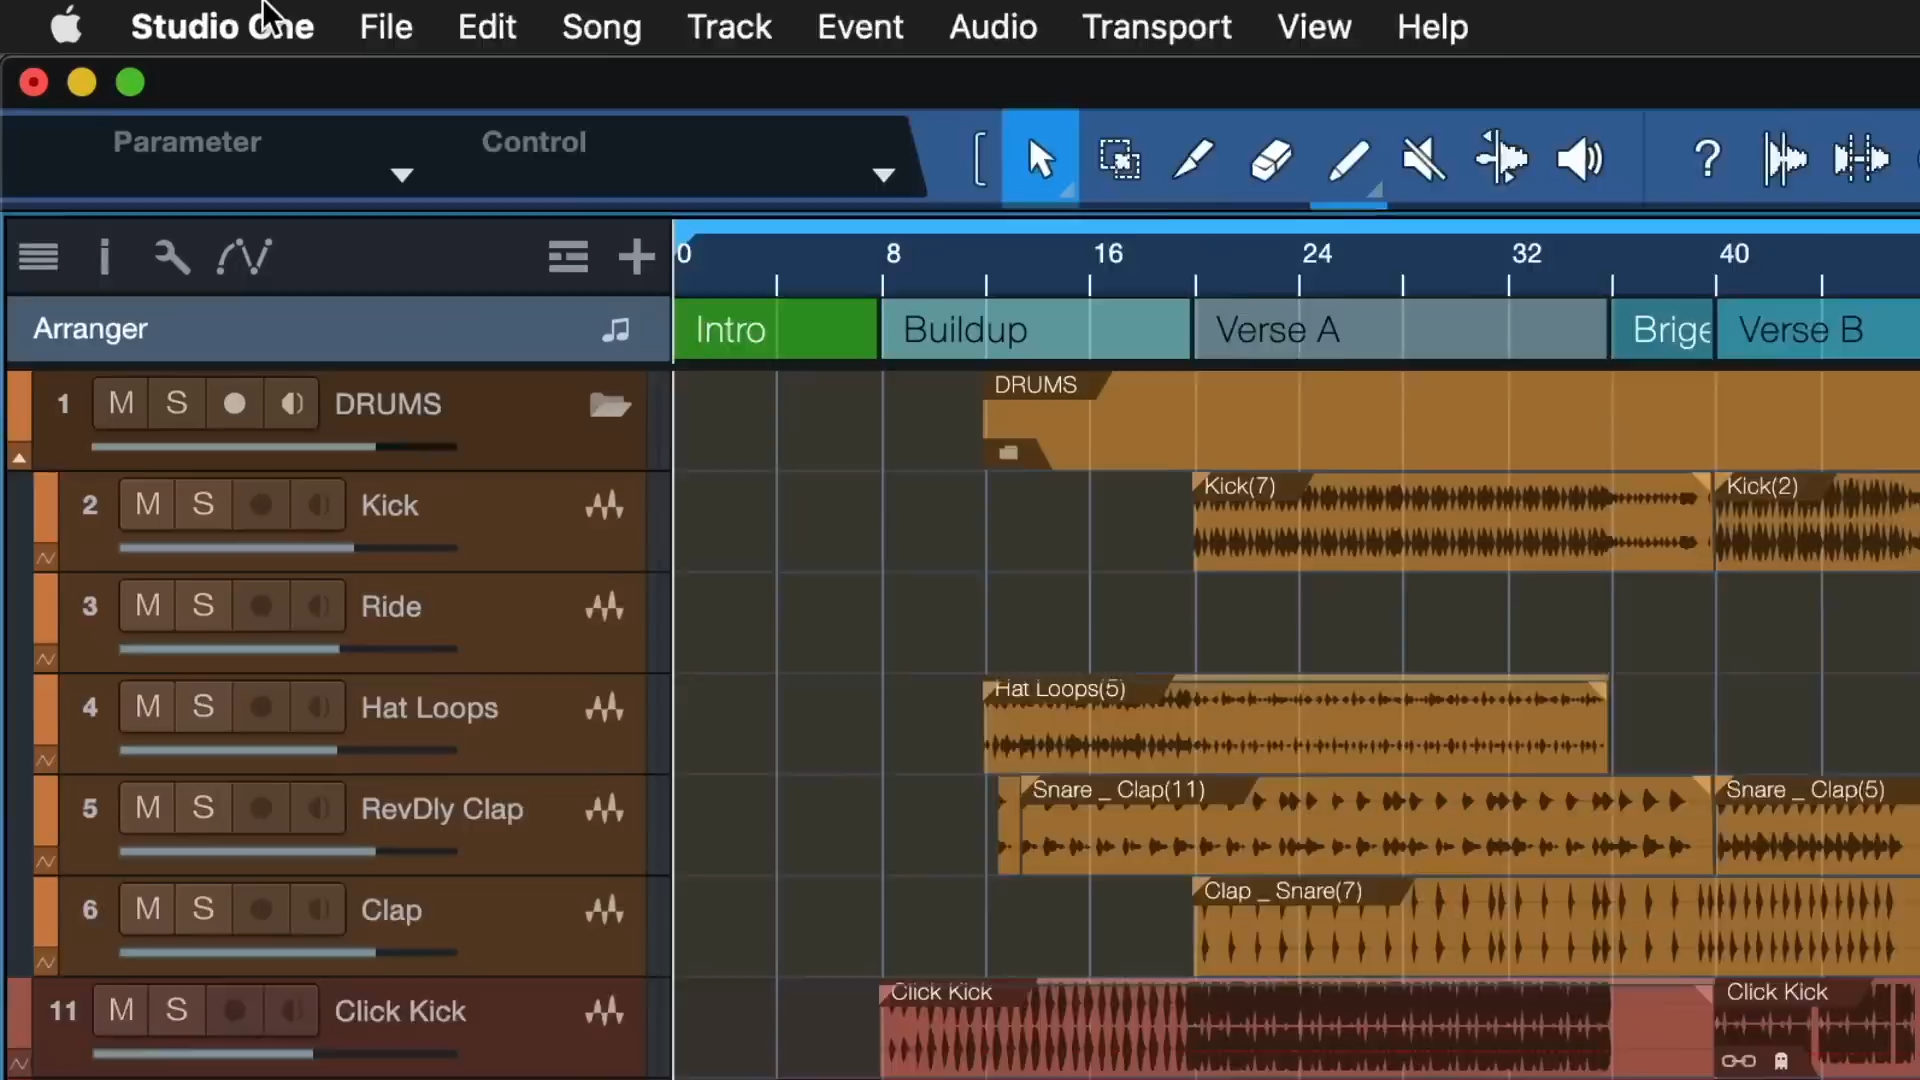 Studio One File Edit Song Track Event Audio Transport View Help
Parameter Control
?
i
0 8 16 24 32 40
Arranger
Intro Buildup Verse A Brige Verse B
1 M S DRUMS
DRUMS
2 M S Kick
Kick(7) Kick(2)
3 M S Ride
4 M S Hat Loops
Hat Loops(5)
5 M S RevDly Clap
Snare _ Clap(11) Snare _ Clap(5)
6 M S Clap
Clap _ Snare(7)
11 M S Click Kick
Click Kick Click Kick